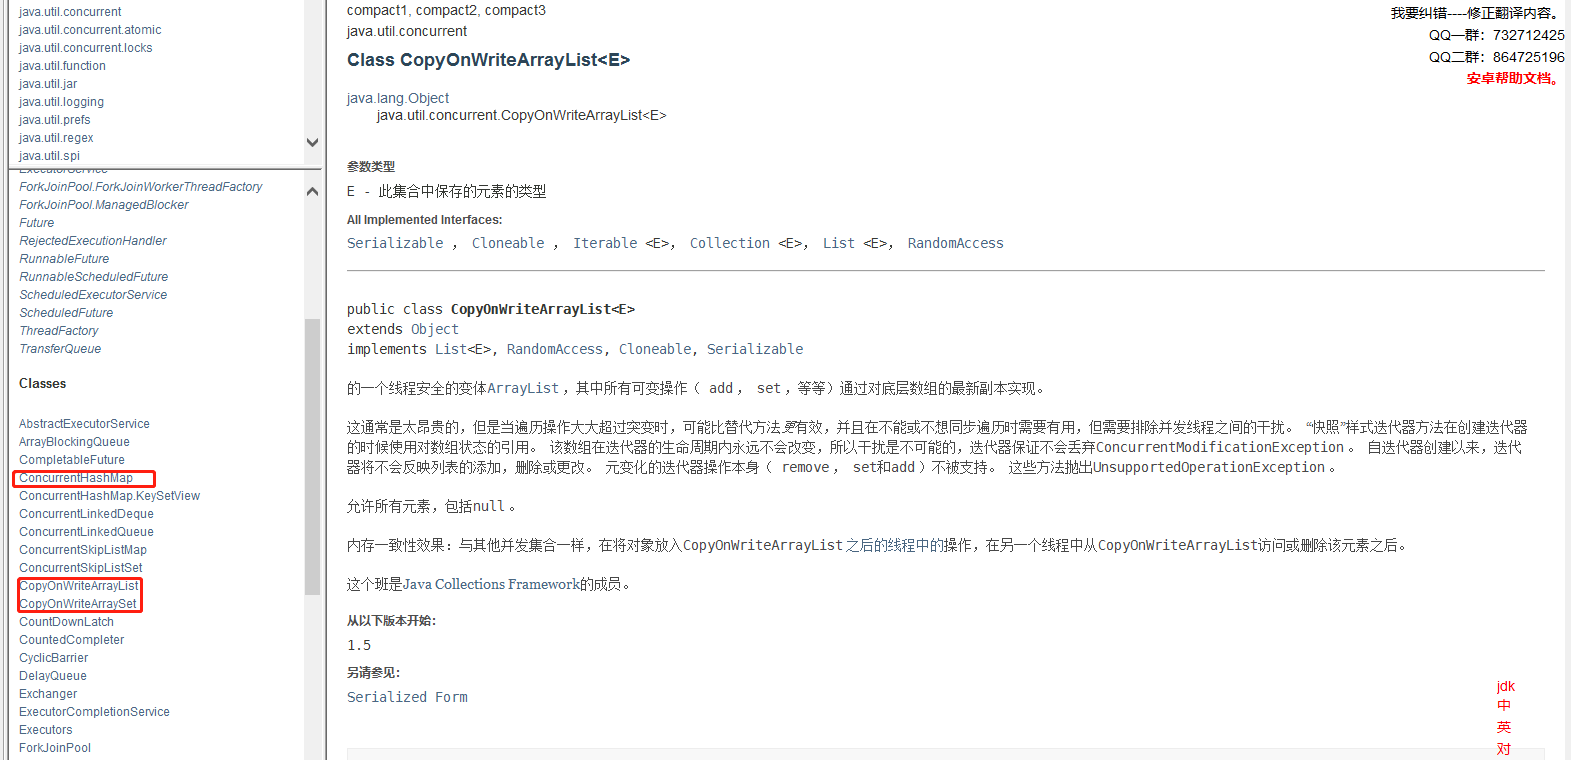 java.util.concurrent
java.util.concurrent.atomic
java.util.concurrent.locks
java.util.function
java.util.jar
java.util.logging
java.util.prefs
java.util.regex
java.util.spi
ExecutorService
ForkJoinPool.ForkJoinWorkerThreadFactory
ForkJoinPool.ManagedBlocker
Future
RejectedExecutionHandler
RunnableFuture
RunnableScheduledFuture
ScheduledExecutorService
ScheduledFuture
ThreadFactory
TransferQueue
Classes
AbstractExecutorService
ArrayBlockingQueue
CompletableFuture
ConcurrentHashMap
ConcurrentHashMap.KeySetView
ConcurrentLinkedDeque
ConcurrentLinkedQueue
ConcurrentSkipListMap
ConcurrentSkipListSet
CopyOnWriteArrayList
CopyOnWriteArraySet
CountDownLatch
CountedCompleter
CyclicBarrier
DelayQueue
Exchanger
ExecutorCompletionService
Executors
ForkJoinPool
compact1, compact2, compact3
java.util.concurrent
Class CopyOnWriteArrayList<E>
java.lang.Object
java.util.concurrent.CopyOnWriteArrayList<E>
参数类型
E - 此集合中保存的元素的类型
All Implemented Interfaces:
Serializable ， Cloneable ， Iterable <E>， Collection <E>， List <E>， RandomAccess
public class CopyOnWriteArrayList<E>
extends Object
implements List<E>, RandomAccess, Cloneable, Serializable
的一个线程安全的变体ArrayList ，其中所有可变操作（ add ， set ，等等）通过对底层数组的最新副本实现。
这通常是太昂贵的，但是当遍历操作大大超过突变时，可能比替代方法更有效，并且在不能或不想同步遍历时需要有用，但需要排除并发线程之间的干扰。 “快照”样式迭代器方法在创建迭代器
的时候使用对数组状态的引用。 该数组在迭代器的生命周期内永远不会改变，所以干扰是不可能的，迭代器保证不会丢弃ConcurrentModificationException 。 自迭代器创建以来，迭代
器将不会反映列表的添加，删除或更改。 元变化的迭代器操作本身（ remove ， set和add ）不被支持。 这些方法抛出UnsupportedOperationException 。
允许所有元素，包括null 。
内存一致性效果：与其他并发集合一样，在将对象放入CopyOnWriteArrayList 之后的线程中的操作，在另一个线程中从CopyOnWriteArrayList访问或删除该元素之后。
这个班是Java Collections Framework的成员。
从以下版本开始：
1.5
另请参见：
Serialized Form
我要纠错----修正翻译内容。
QQ一群：732712425
QQ二群：864725196
安卓帮助文档。
jdk
中
英
对